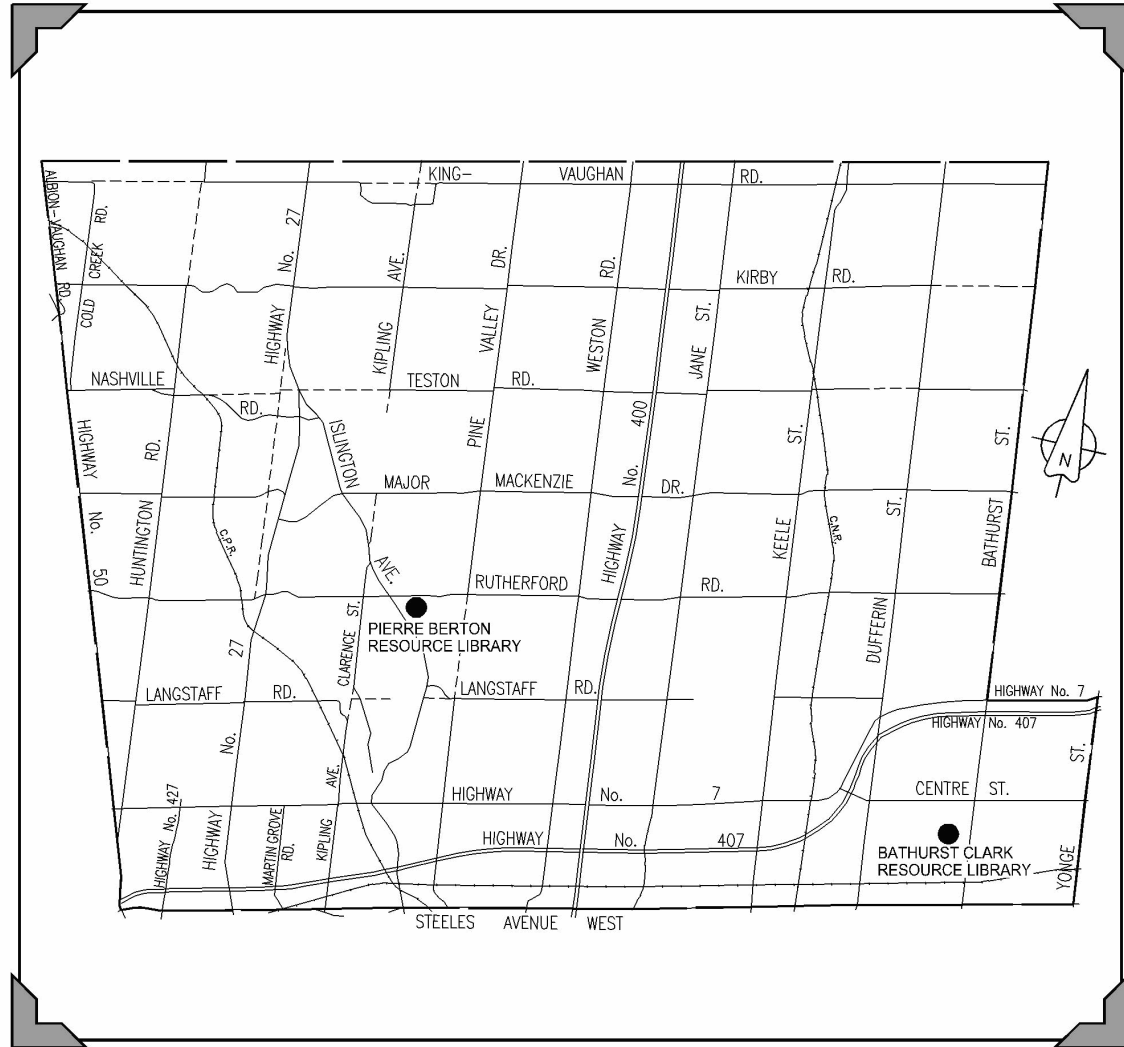 KING- VAUGHAN RD.
ALBION-VAUGHAN RD.
COLD CREEK RD.
HIGHWAY No. 27
KIPLING AVE.
PINE VALLEY DR.
WESTON RD.
JANE ST.
KIRBY RD.
NASHVILLE RD.
TESTON RD.
HIGHWAY No. 50
HUNTINGTON RD.
ISLINGTON AVE.
HIGHWAY No. 400
KEELE ST.
C.N.R.
DUFFERIN ST.
BATHURST ST.
N
MAJOR MACKENZIE DR.
C.P.R.
RUTHERFORD RD.
CLARENCE ST.
PIERRE BERTON
RESOURCE LIBRARY
LANGSTAFF RD.
LANGSTAFF RD.
HIGHWAY No. 7
HIGHWAY No. 407
HIGHWAY No. 27
HIGHWAY No. 427
MARTIN GROVE
RD.
KIPLING AVE.
HIGHWAY No. 7
CENTRE ST.
HIGHWAY No. 407
BATHURST CLARK
RESOURCE LIBRARY
YONGE ST.
STEELES AVENUE WEST